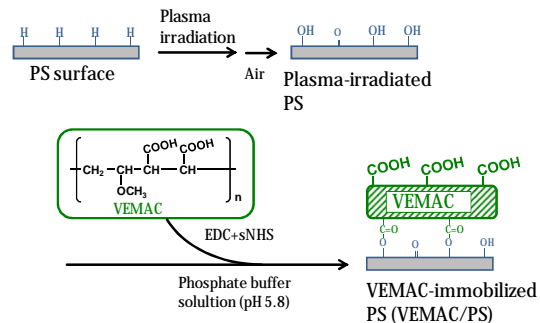 H H H H
PS surface
Plasma
irradiation
Air
OH O OH OH
Plasma-irradiated
PS
COOH COOH
CH₂ CH CH CH
OCH₃
n
VEMAC
EDC+sNHS
Phosphate buffer
solultion (pH 5.8)
COOH COOH COOH
VEMAC
C=O C=O
O O O OH
VEMAC-immobilized
PS (VEMAC/PS)